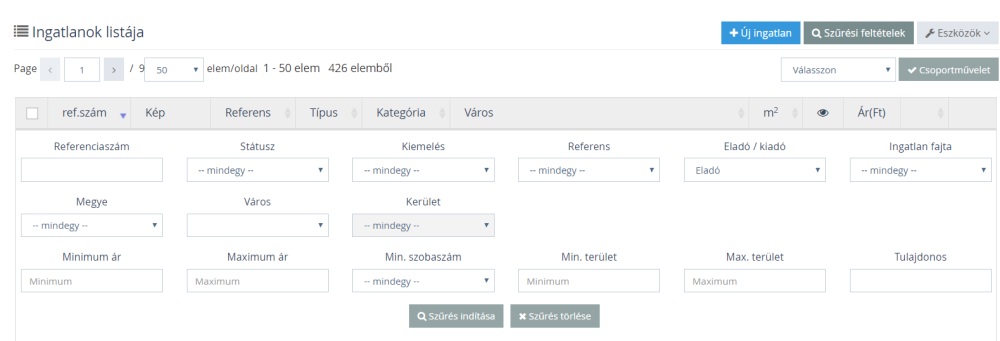 Ingatlanok listája
Új ingatlan Szűrési feltételek Eszközök
Page 1 / 9 50 elem/oldal 1 - 50 elem 426 elemből Válasszon Csoportművelet
ref.szám Kép Referens Típus Kategória Város m² Ár(Ft)
Referenciaszám Státusz Kiemelés Referens Eladó / kiadó Ingatlan fajta
-- mindegy -- -- mindegy -- -- mindegy -- Eladó -- mindegy --
Megye Város Kerület
-- mindegy -- -- mindegy --
Minimum ár Maximum ár Min. szobaszám Min. terület Max. terület Tulajdonos
Minimum Maximum -- mindegy -- Minimum Maximum
Szűrés indítása Szűrés törlése